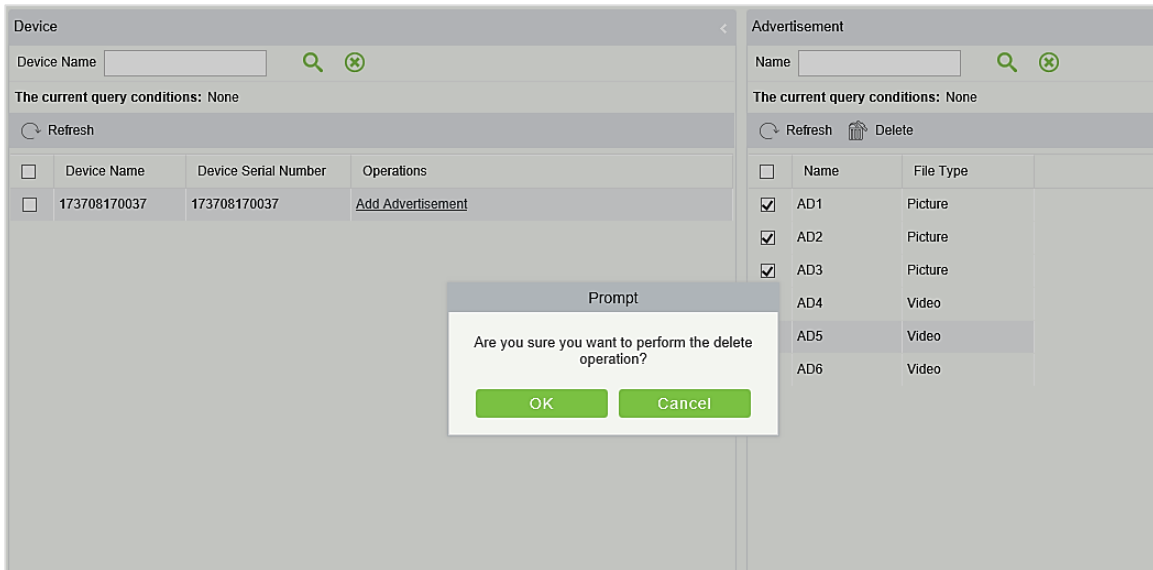 Device
Device Name
The current query conditions: None
Refresh
Device Name Device Serial Number Operations
173708170037 173708170037 Add Advertisement
Advertisement
Name
The current query conditions: None
Refresh Delete
Name File Type
AD1 Picture
AD2 Picture
AD3 Picture
AD4 Video
AD5 Video
AD6 Video
Prompt
Are you sure you want to perform the delete
operation?
OK Cancel